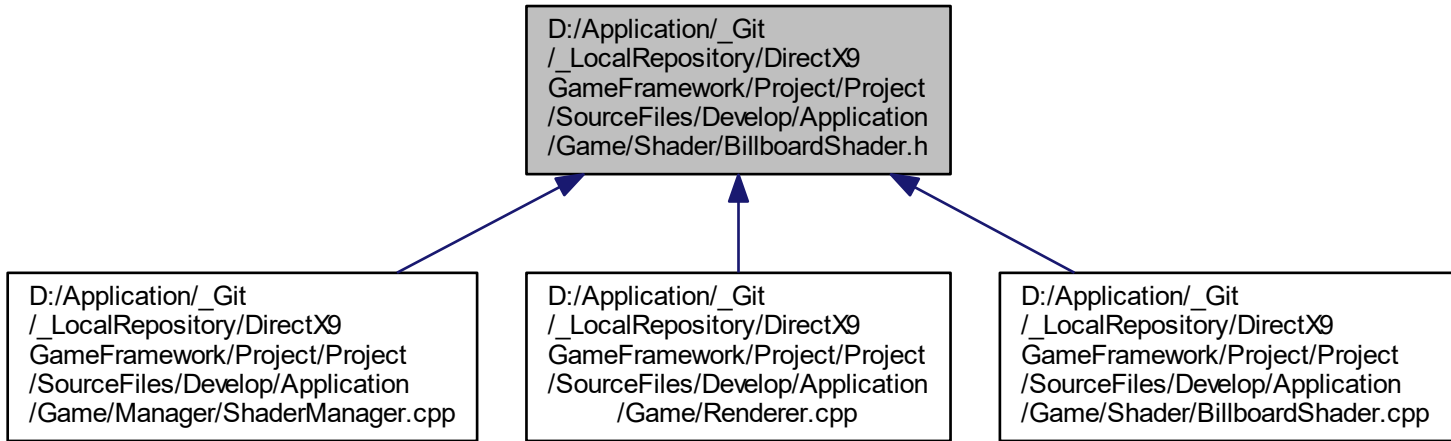 D:/Application/_Git
/_LocalRepository/DirectX9
GameFramework/Project/Project
/SourceFiles/Develop/Application
/Game/Shader/BillboardShader.h
D:/Application/_Git
/_LocalRepository/DirectX9
GameFramework/Project/Project
/SourceFiles/Develop/Application
/Game/Manager/ShaderManager.cpp
D:/Application/_Git
/_LocalRepository/DirectX9
GameFramework/Project/Project
/SourceFiles/Develop/Application
/Game/Renderer.cpp
D:/Application/_Git
/_LocalRepository/DirectX9
GameFramework/Project/Project
/SourceFiles/Develop/Application
/Game/Shader/BillboardShader.cpp